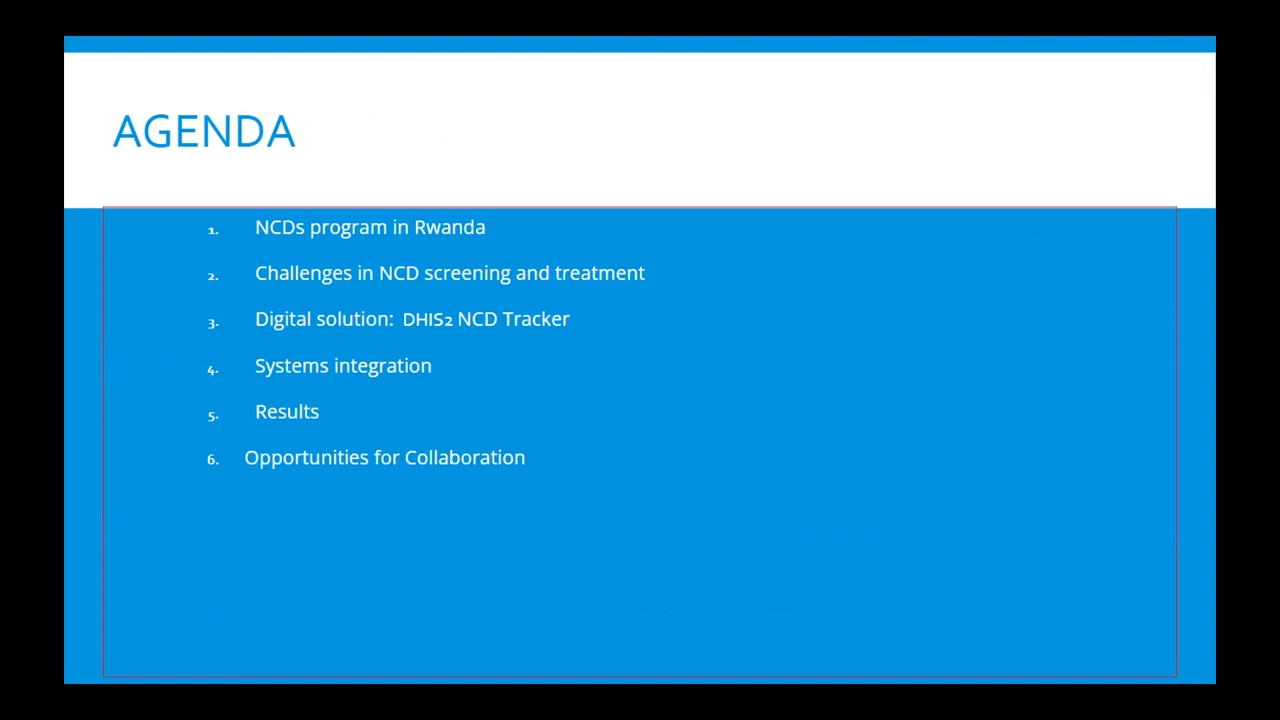 AGENDA
1. NCDs program in Rwanda
2. Challenges in NCD screening and treatment
3. Digital solution: DHIS2 NCD Tracker
4. Systems integration
5. Results
6. Opportunities for Collaboration